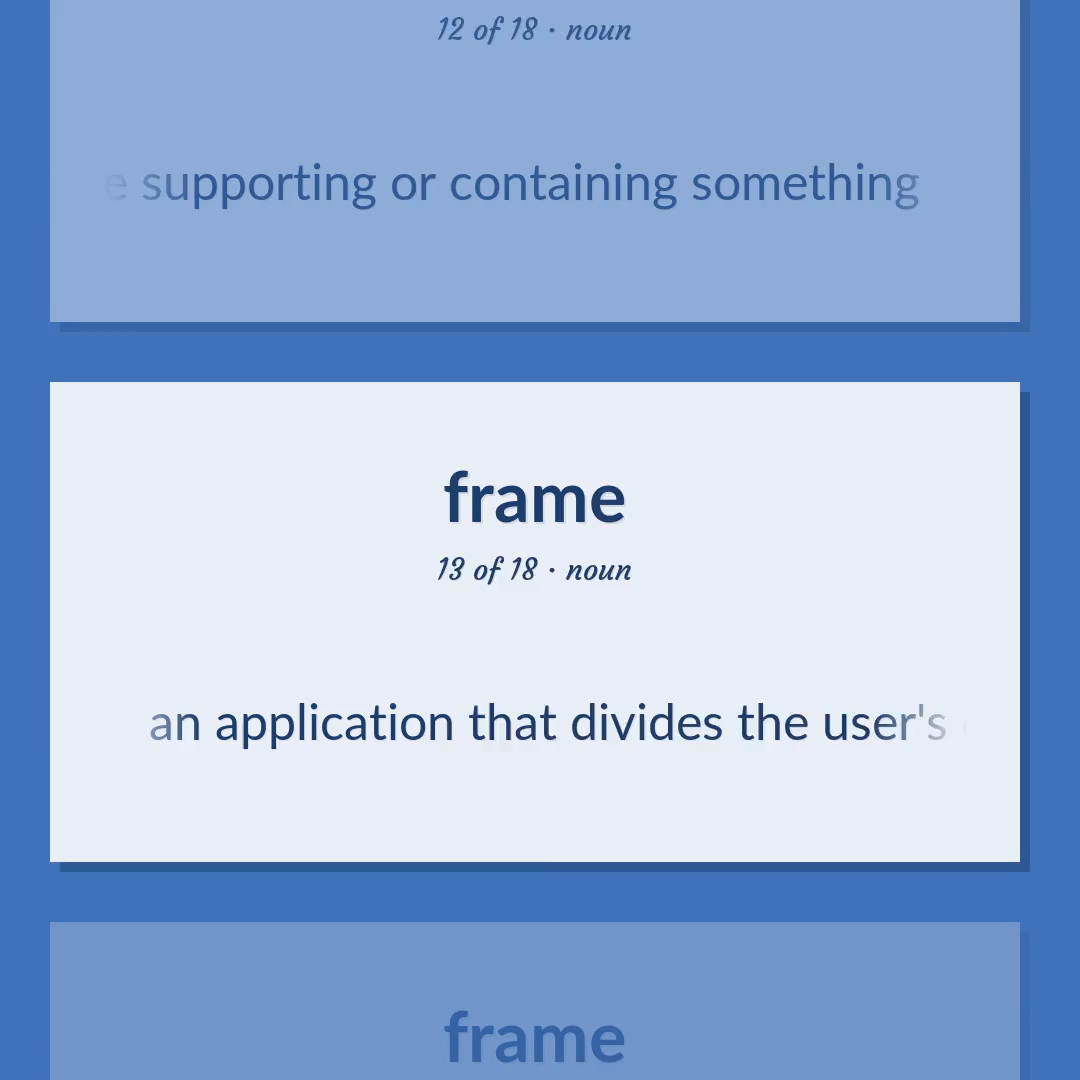 12 of 18 · noun
supporting or containing something
frame
13 of 18 · noun
an application that divides the user's
frame